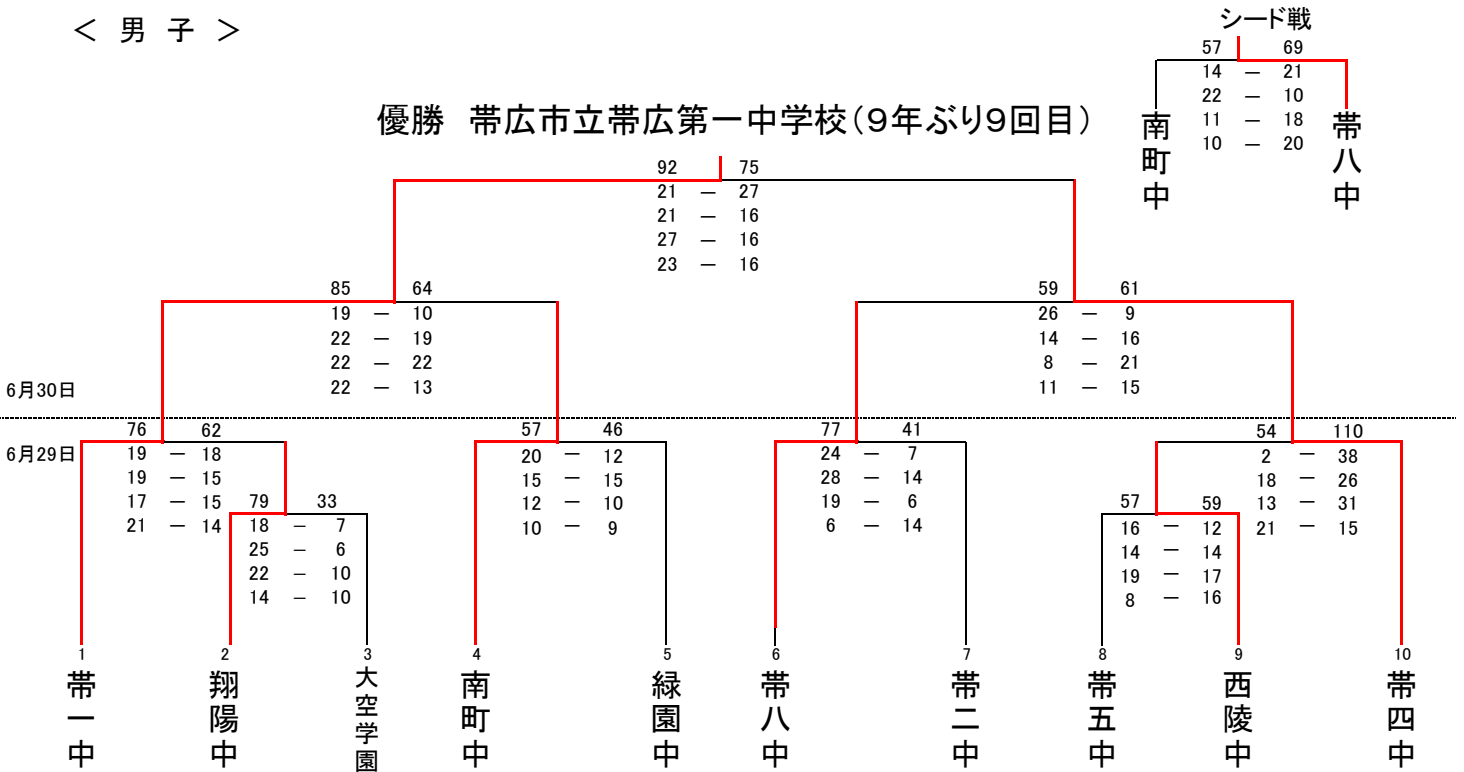 ＜ 男 子 ＞
シード戦
57 69
14 － 21
22 － 10
11 － 18
10 － 20
南町中
帯八中
優勝 帯広市立帯広第一中学校（９年ぶり９回目）
92 75
21 － 27
21 － 16
27 － 16
23 － 16
85 64
19 － 10
22 － 19
22 － 22
22 － 13
59 61
26 － 9
14 － 16
8 － 21
11 － 15
6月30日
6月29日
76 62
19 － 18
19 － 15
17 － 15
21 － 14
79 33
18 － 7
25 － 6
22 － 10
14 － 10
57 46
20 － 12
15 － 15
12 － 10
10 － 9
77 41
24 － 7
28 － 14
19 － 6
6 － 14
57 59
16 － 12
14 － 14
19 － 17
8 － 16
54 110
2 － 38
18 － 26
13 － 31
21 － 15
1
帯一中
2
翔陽中
3
大空学園
4
南町中
5
緑園中
6
帯八中
7
帯二中
8
帯五中
9
西陵中
10
帯四中